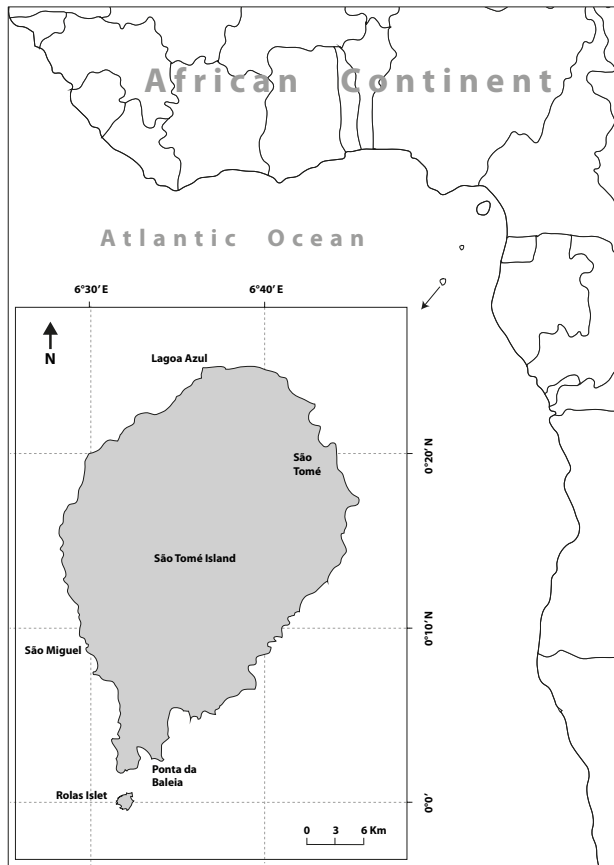 African Continent
Atlantic Ocean
6°30’ E
6°40’ E
N
Lagoa Azul
São
Tomé
0°20’ N
São Tomé Island
0°10’ N
São Miguel
Ponta da
Baleia
Rolas Islet
0°0’
0 3 6 Km